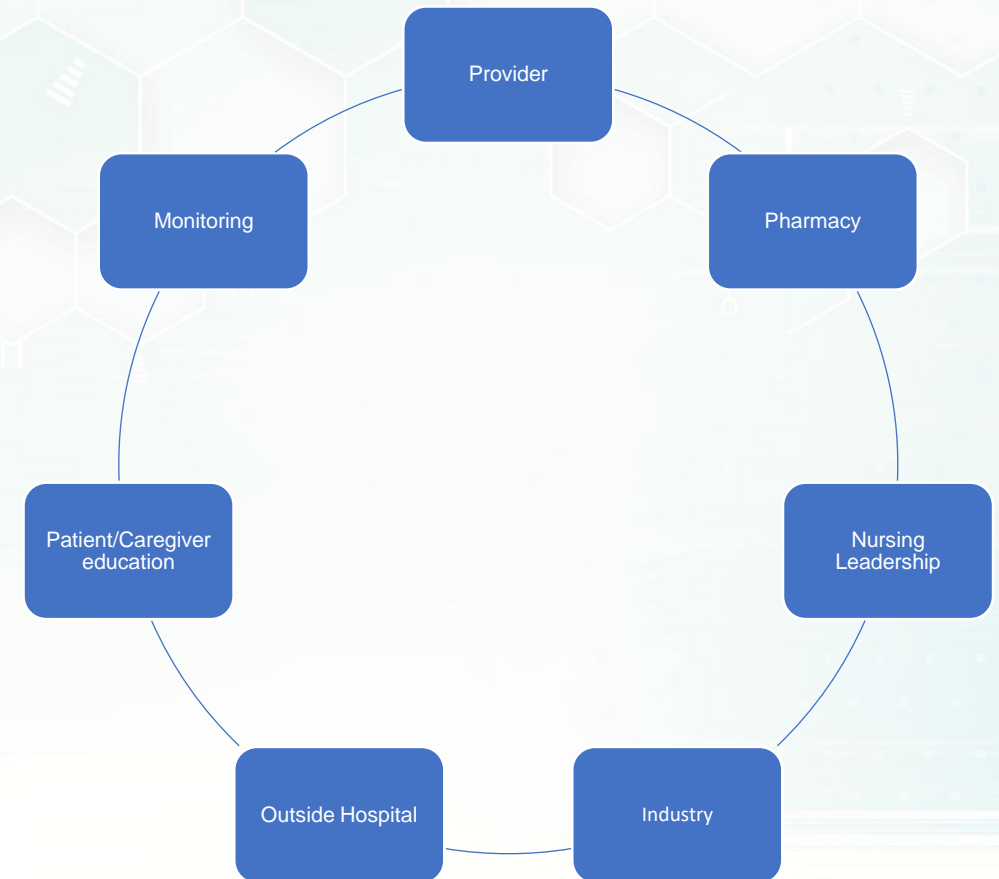 Provider
Pharmacy
Nursing
Leadership
Industry
Outside Hospital
Patient/Caregiver
education
Monitoring